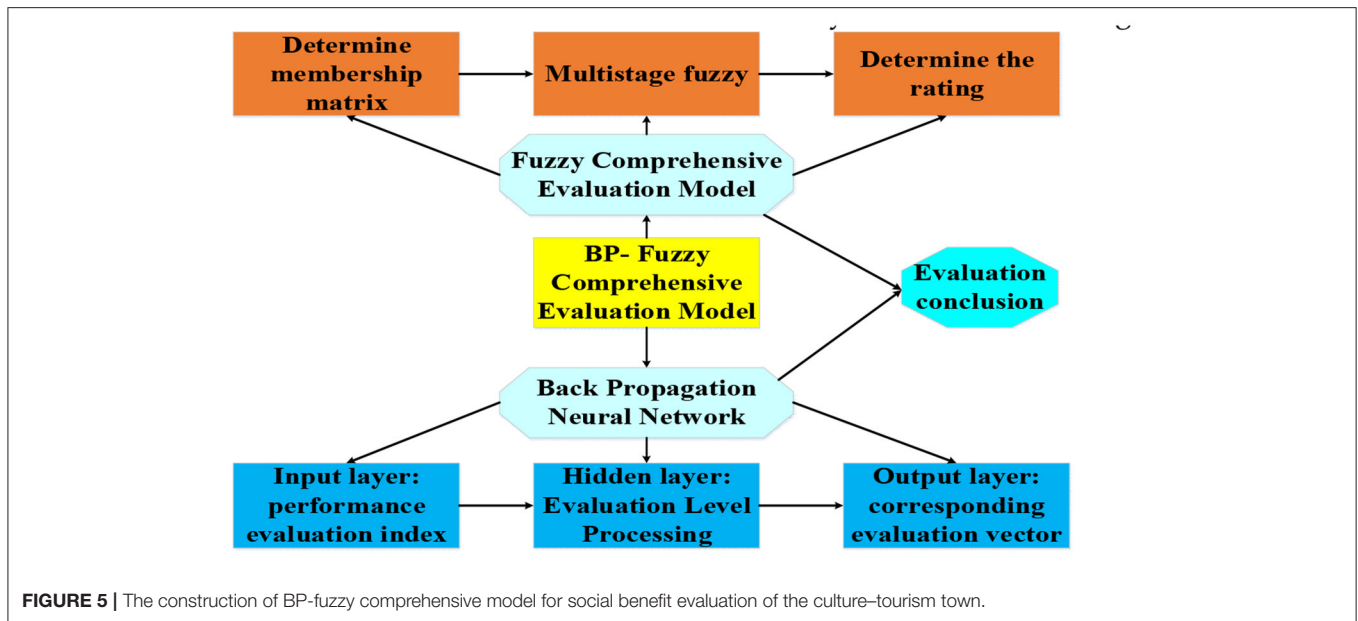 Determine
membership
matrix
Multistage fuzzy
Determine the
rating
Fuzzy Comprehensive
Evaluation Model
BP- Fuzzy
Comprehensive
Evaluation Model
Evaluation
conclusion
Back Propagation
Neural Network
Input layer:
performance
evaluation index
Hidden layer:
Evaluation Level
Processing
Output layer:
corresponding
evaluation vector
FIGURE 5 | The construction of BP-fuzzy comprehensive model for social benefit evaluation of the culture–tourism town.